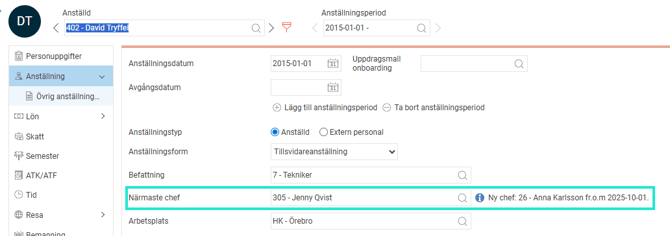 DT
Anställd
402 - David Tryffel
Anställningsperiod
2015-01-01 -
Personuppgifter
Anställning
Övrig anställning...
Lön
Skatt
Semester
ATK/ATF
Tid
Resa
Bemanning
Anställningsdatum
2015-01-01
Uppdragsmall
onboarding
Avgångsdatum
Lägg till anställningsperiod
Ta bort anställningsperiod
Anställningstyp
Anställd
Extern personal
Anställningsform
Tillsvidareanställning
Befattning
7 - Tekniker
Närmaste chef
305 - Jenny Qvist
Ny chef: 26 - Anna Karlsson fr.o.m 2025-10-01.
Arbetsplats
HK - Örebro